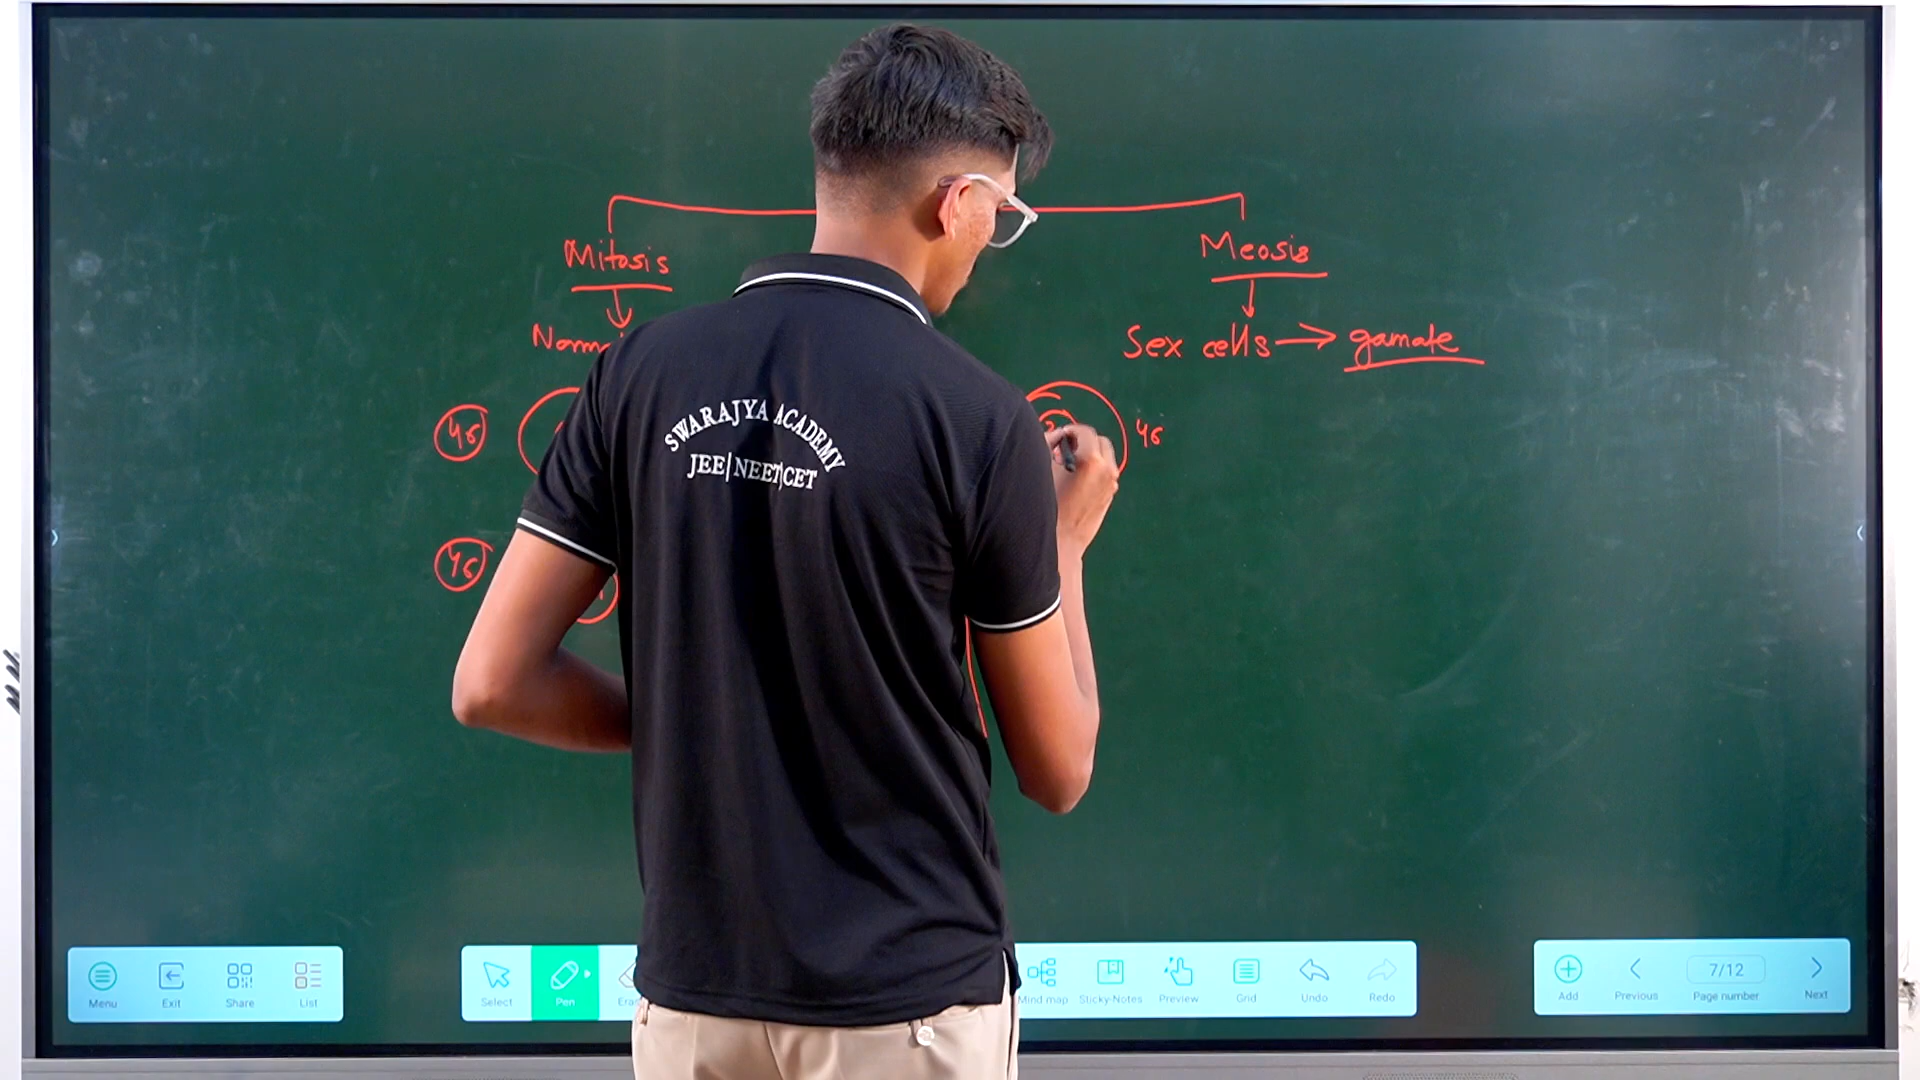 Mitosis
Meosis
Sex cells → gamate
46
46
46
SWARAJYA ACADEMY
JEE|NEET|CET
Menu
Exit
Share
List
Select
Pen
Mind map
Sticky-Notes
Preview
Grid
Undo
Redo
Add
Previous
7/12
Page number
Next